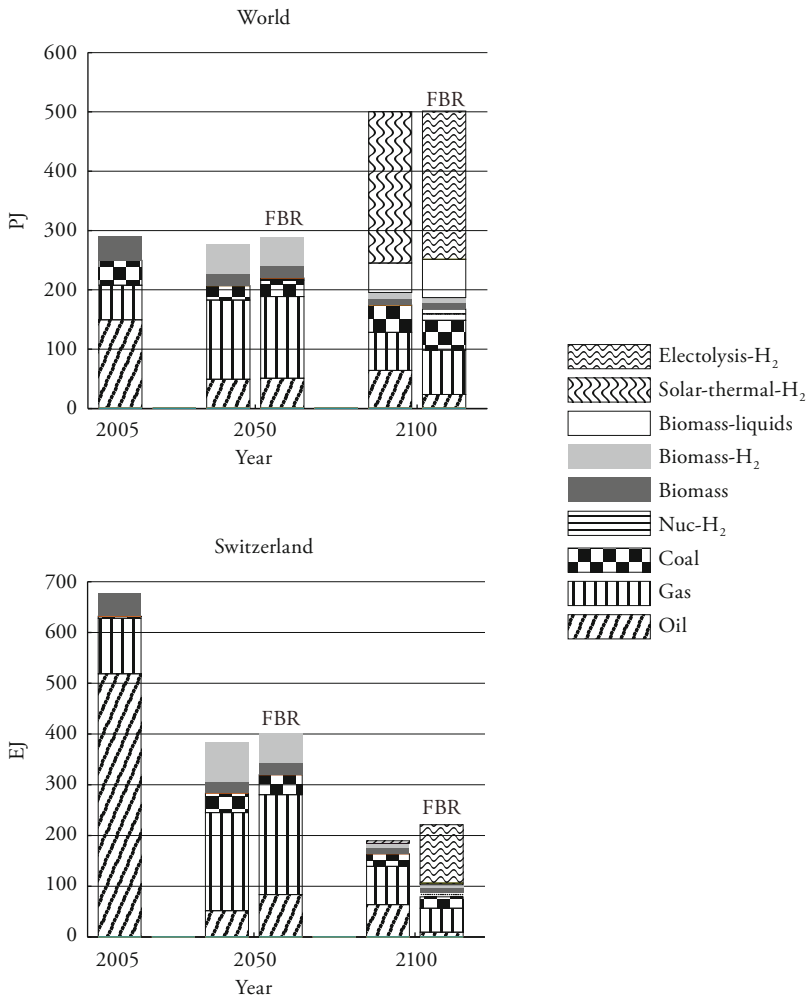 World
600
500
400
300
200
100
0
PJ
FBR
FBR
2005
2050
2100
Year
Electolysis-H₂
Solar-thermal-H₂
Biomass-liquids
Biomass-H₂
Biomass
Nuc-H₂
Coal
Gas
Oil
Switzerland
700
600
500
400
300
200
100
0
EJ
FBR
FBR
2005
2050
2100
Year